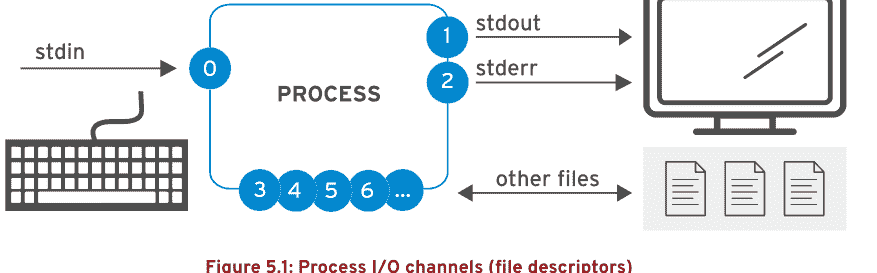 stdin
0
PROCESS
1
stdout
2
stderr
3 4 5 6 ...
other files
Figure 5.1: Process I/O channels (file descriptors)